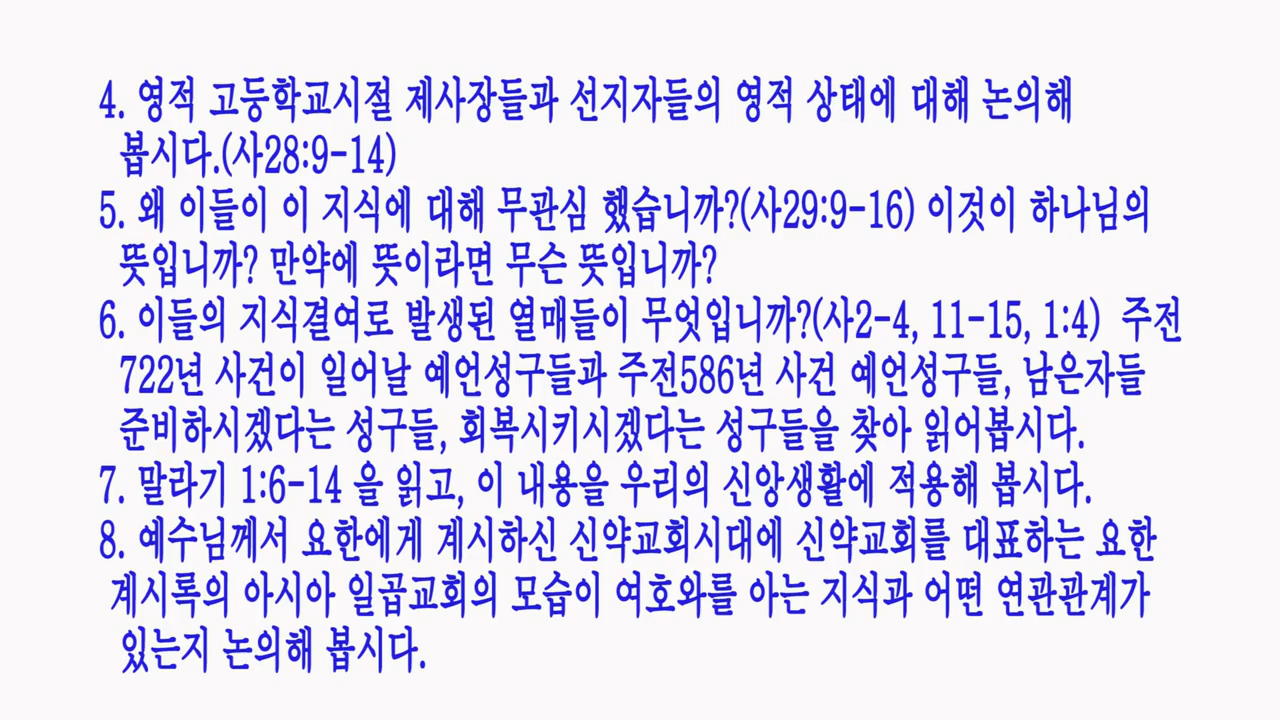 4. 영적 고등학교시절 제사장들과 선지자들의 영적 상태에 대해 논의해
봅시다.(사28:9-14)
5. 왜 이들이 이 지식에 대해 무관심 했습니까?(사29:9-16) 이것이 하나님의
뜻입니까? 만약에 뜻이라면 무슨 뜻입니까?
6. 이들의 지식결여로 발생된 열매들이 무엇입니까?(사2-4, 11-15, 1:4) 주전
722년 사건이 일어날 예언성구들과 주전586년 사건 예언성구들, 남은자들
준비하시겠다는 성구들, 회복시키시겠다는 성구들을 찾아 읽어봅시다.
7. 말라기 1:6-14 을 읽고, 이 내용을 우리의 신앙생활에 적용해 봅시다.
8. 예수님께서 요한에게 계시하신 신약교회시대에 신약교회를 대표하는 요한
계시록의 아시아 일곱교회의 모습이 여호와를 아는 지식과 어떤 연관관계가
있는지 논의해 봅시다.